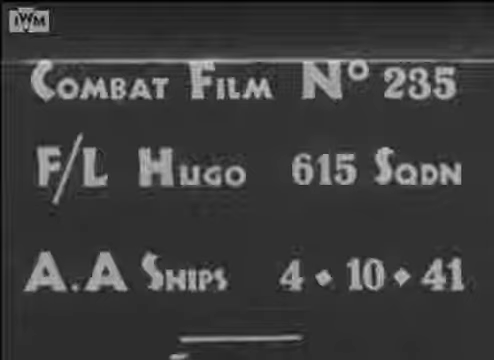 IWM
COMBAT FILM Nº 235
F/L HUGO 615 SQDN
A.A SHIPS 4 • 10 • 41